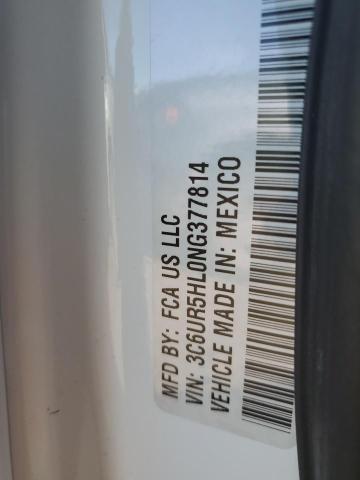 MFD BY: FCA US LLC
VIN: 3C6UR5HL0NG377814
VEHICLE MADE IN: MEXICO